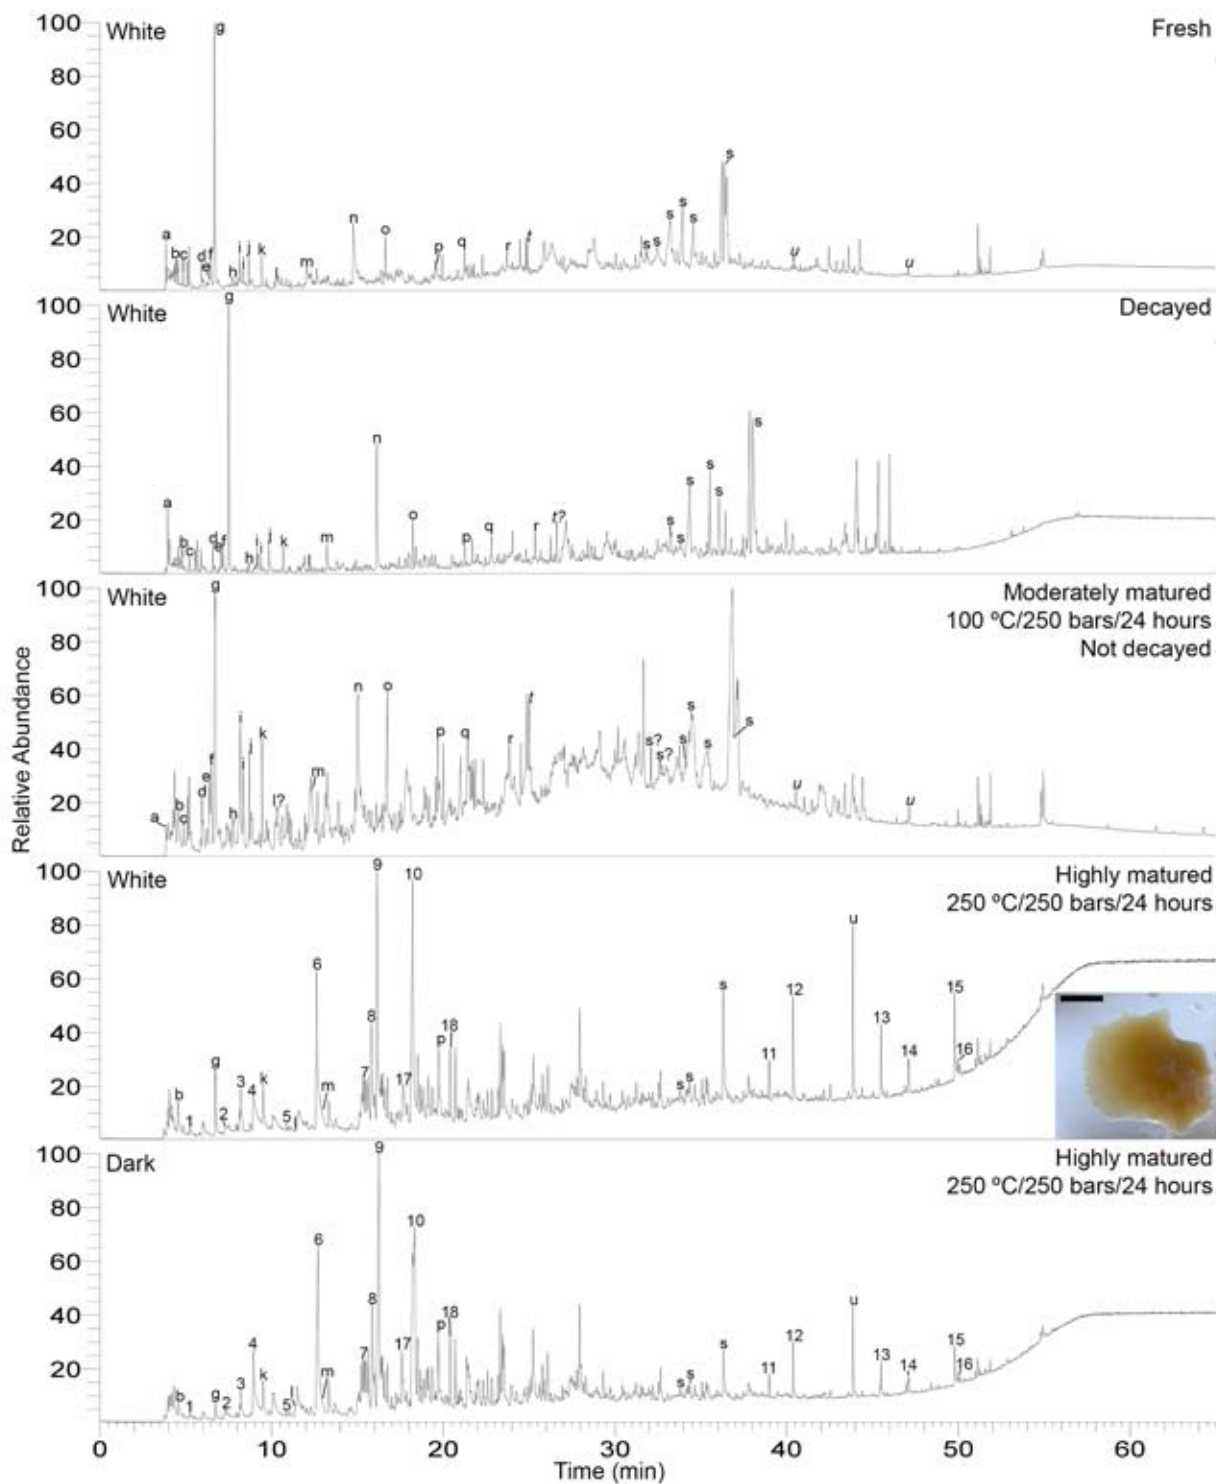 100 White Fresh
g
80
60
40
s
20 a b c d e f h i i j k m n o p q r t s s s s s u u
100 White Decayed
g
80
60
40
20 a b c d e f h i j k m n o p q r t? s s s s s s
100 White Moderately matured
100 ºC/250 bars/24 hours
Not decayed
g
80
60
40
20 a b c d e f h i i j k l? m n o p q r t s? s? s s s s u u
Relative Abundance
100 White Highly matured
250 ºC/250 bars/24 hours
80
60
40
20 b 1 g 2 3 4 k 5 l 6 m 7 8 9 17 10 p 18 s s s 11 12 u 13 14 15 16
100 Dark Highly matured
250 ºC/250 bars/24 hours
80
60
40
20 b 1 g 2 3 4 k 5 l 6 m 7 8 9 17 10 p 18 s s s 11 12 u 13 14 15 16
0 10 20 30 40 50 60
Time (min)